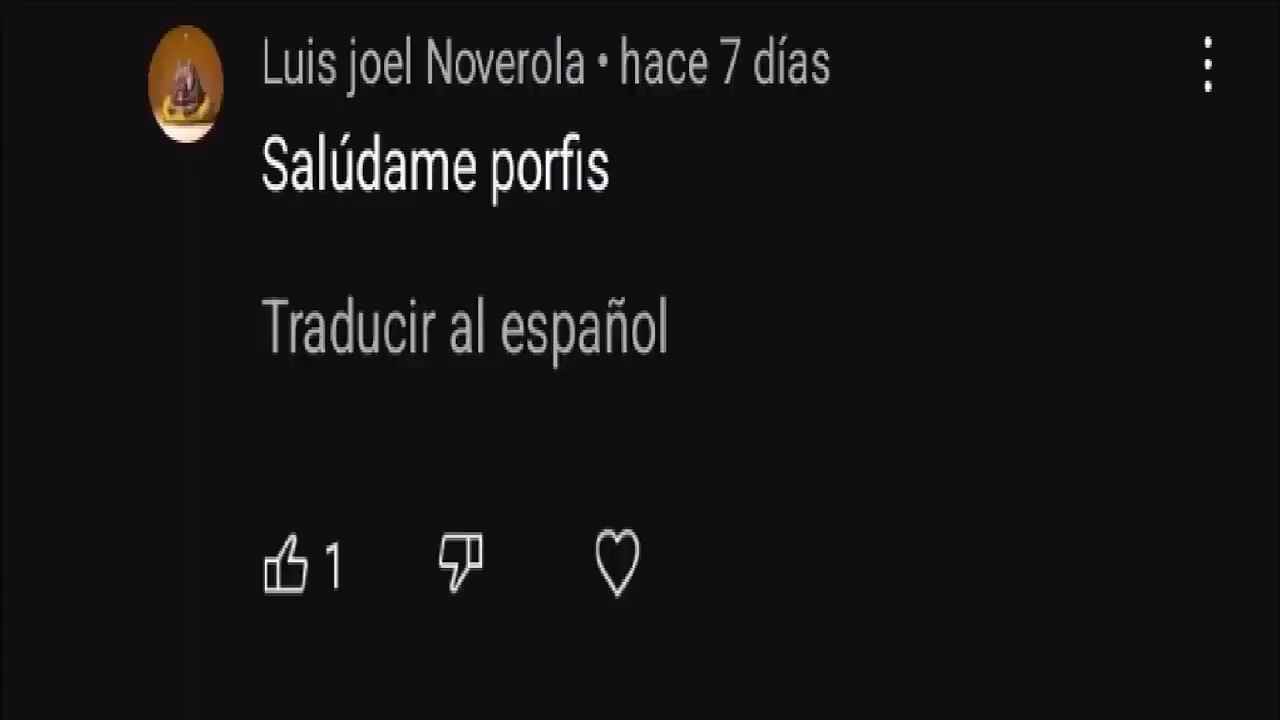 Luis joel Noverola • hace 7 días
Salúdame porfis
Traducir al español
1